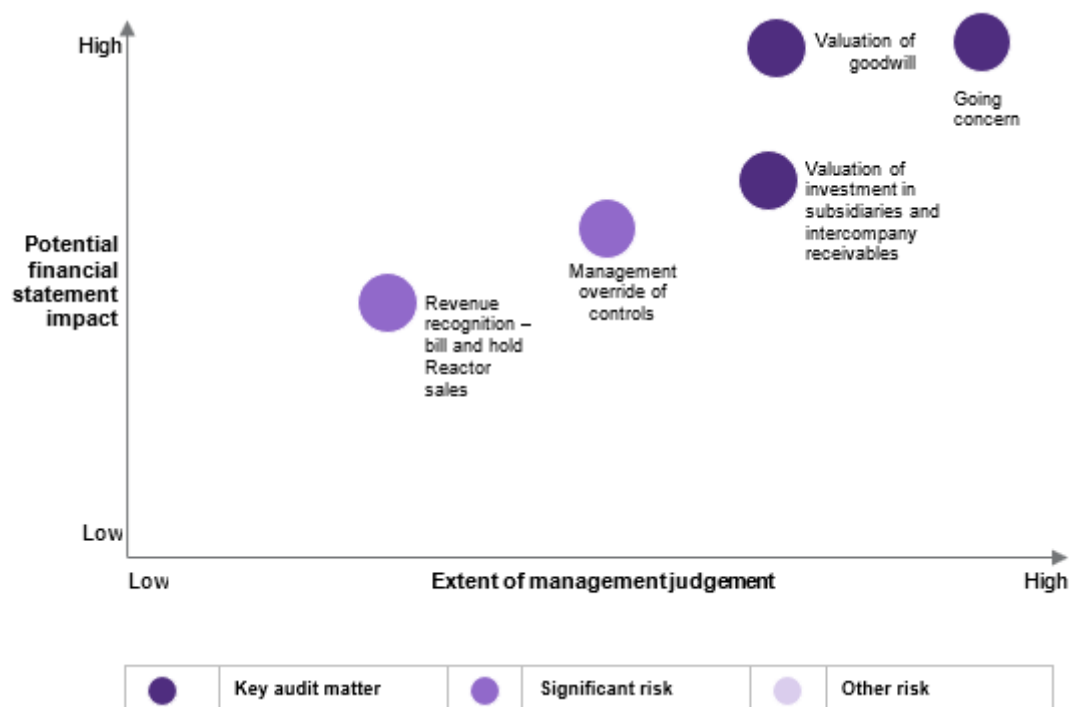 High
Valuation of
goodwill
Going
concern
Valuation of
investment in
subsidiaries and
intercompany
receivables
Potential
financial
statement
impact
Management
override of
controls
Revenue
recognition –
bill and hold
Reactor
sales
Low
Low
Extent of management judgement
High
Key audit matter
Significant risk
Other risk